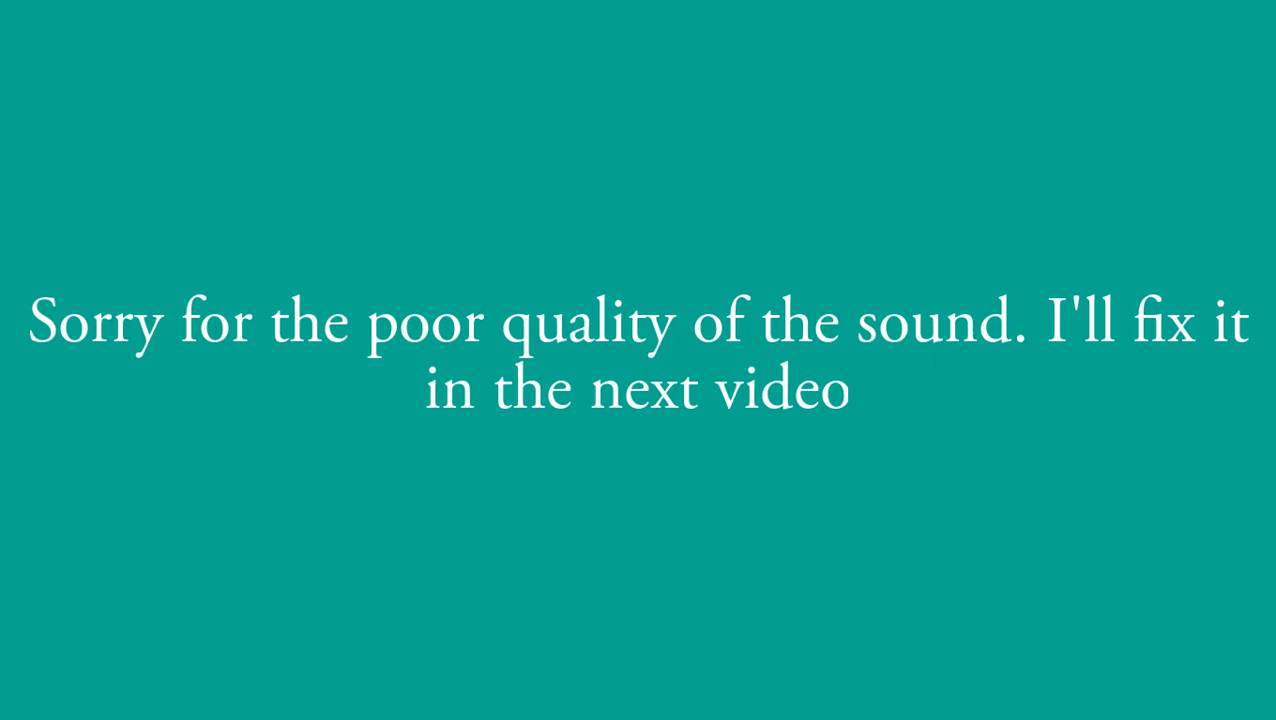 Sorry for the poor quality of the sound. I'll fix it
in the next video